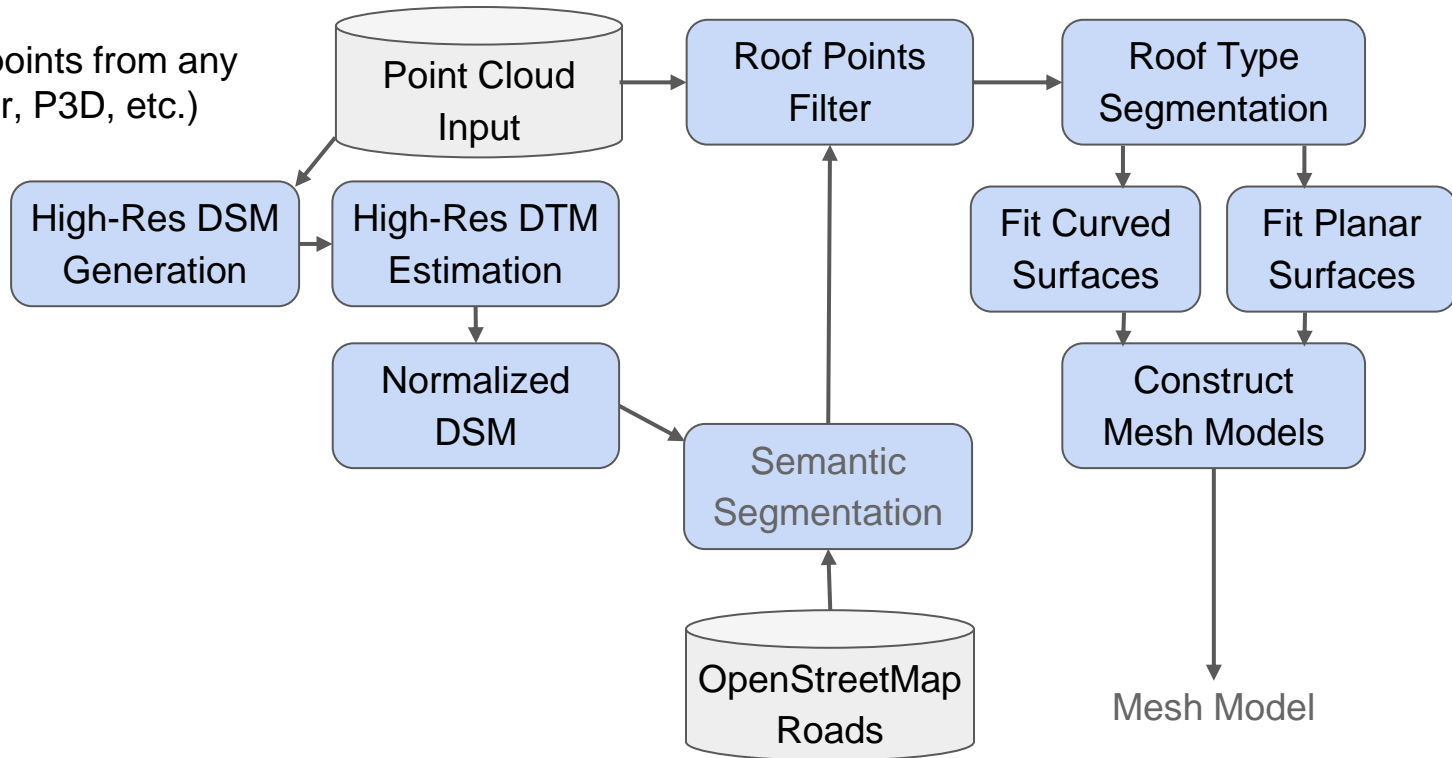 points from any
r, P3D, etc.)
Point Cloud
Input
Roof Points
Filter
Roof Type
Segmentation
High-Res DSM
Generation
High-Res DTM
Estimation
Fit Curved
Surfaces
Fit Planar
Surfaces
Normalized
DSM
Construct
Mesh Models
Semantic
Segmentation
OpenStreetMap
Roads
Mesh Model